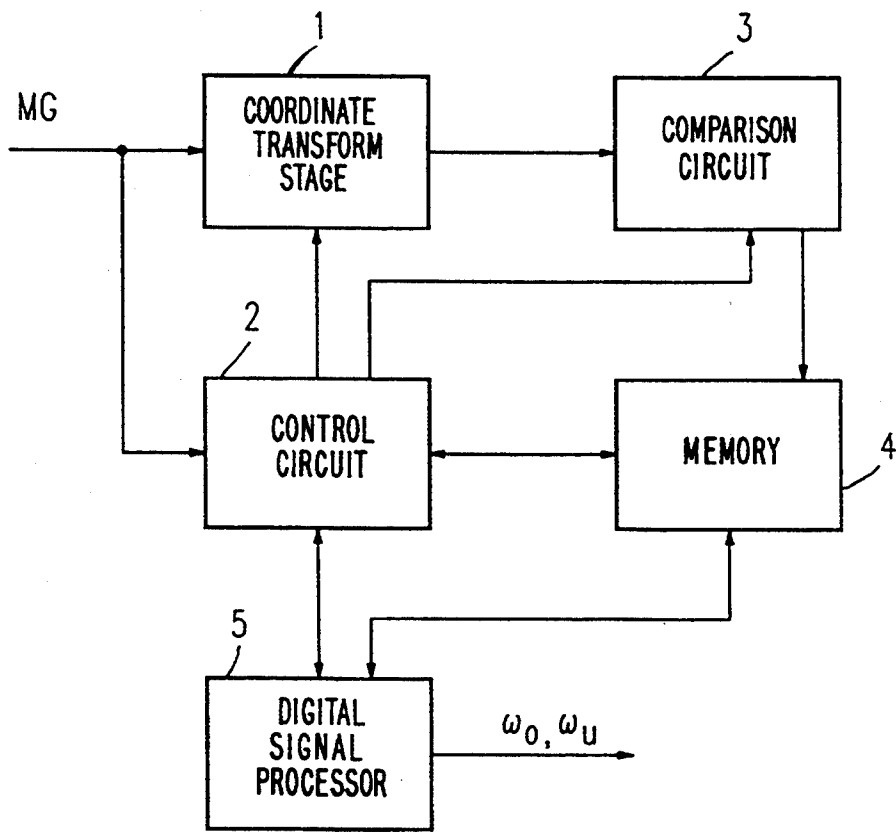 1
3
MG
COORDINATE
TRANSFORM
STAGE
COMPARISON
CIRCUIT
2
CONTROL
CIRCUIT
MEMORY
4
5
DIGITAL
SIGNAL
PROCESSOR
ω₀, ωU